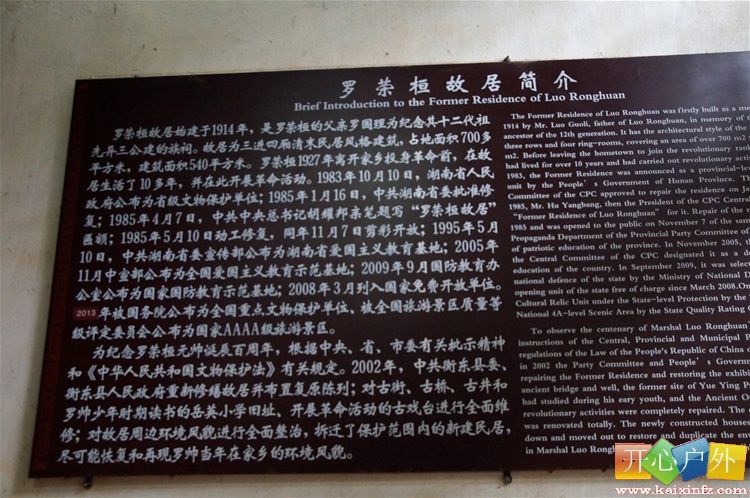 罗荣桓故居简介
Brief Introduction to the Former Residence of Luo Ronghuan
罗荣桓故居始建于1914年，是罗荣桓的父亲罗国理为纪念其十二代祖
先异三公建的族祠。故居为三进四厢清末民居风格建筑，占地面积700多
平方米，建筑面积540平方米。罗荣桓1927年离开家乡投身革命前，在故
居生活了10多年，并在此开展革命活动。1983年10月10日，湖南省人民
政府公布为省级文物保护单位；1985年1月16日，中共湖南省委批准修
复；1985年4月7日，中共中央总书记胡耀邦亲笔题写“罗荣桓故居”
匾额；1985年5月10日动工修复，同年11月7日剪彩开放；1995年5月
10日，中共湖南省委宣传部公布为湖南省爱国主义教育基地；2005年
11月中宣部公布为全国爱国主义教育示范基地；2009年9月国防教育办
公室公布为国家国防教育示范基地；2008年3月列入国家免费开放单位。
2013年被国务院公布为全国重点文物保护单位、被全国旅游景区质量等
级评定委员会公布为国家AAAA级旅游景区。
为纪念罗荣桓元帅诞辰百周年，根据中央、省、市委有关批示精神
和《中华人民共和国文物保护法》有关规定。2002年，中共衡东县委、
衡东县人民政府重新修缮故居并布置复原陈列；对古街、古桥、古井和
罗帅少年时期读书的岳英小学旧址、开展革命活动的古戏台进行全面维
修；对故居周边环境风貌进行全面整治，拆迁了保护范围内的新建民居，
尽可能恢复和再现罗帅当年在家乡的环境风貌。
The Former Residence of Luo Ronghuan was firstly built as a
1914 by Mr. Luo Guoli, father of Luo Ronghuan, in memory of
ancestor of the 12th generation. It has the architectural style of the
three rows and four ring-rooms, covering an area of over 700 m2
m2. Before leaving the hometown to join the revolutionary
had lived for over 10 years and had carried out revolutionary
1983, the Former Residence was announced as a provincial-level
unit by the People's Government of Hunan Province. The
Committee of the CPC approved to repair the residence on
1985, Mr. Hu Yangbang, then the President of the CPC Central
“Former Residence of Luo Ronghuan” for it. Repair of the
1985 and was opened to the public on November 7 of the same
Propaganda Department of the Provincial Party Committee of
of patriotic education of the province. In November 2005,
the Central Committee of the CPC designated it as a
education of the country. In September 2009, it was
national defence of the state by the Ministry of National
opening unit of the state free of charge since March 2008.
Cultural Relic Unit under the State-level Protection by the
National 4A-level Scenic Area by the State Quality Rating
To observe the centenary of Marshal Luo Ronghuan
instructions of the Central, Provincial and Municipal
regulations of the Law of the People's Republic of China
in 2002 the Party Committee and People's
repairing the Former Residence and restoring the
ancient bridge and well, the former site of Yue Ying
had studied during his eary youth, and the Ancient
revolutionary activities were completely repaired. The
was renovated totally. The newly constructed
down and moved out to restore and duplicate the
in Marshal Luo Ronghuan
开心户外
www.kaixinfz.com